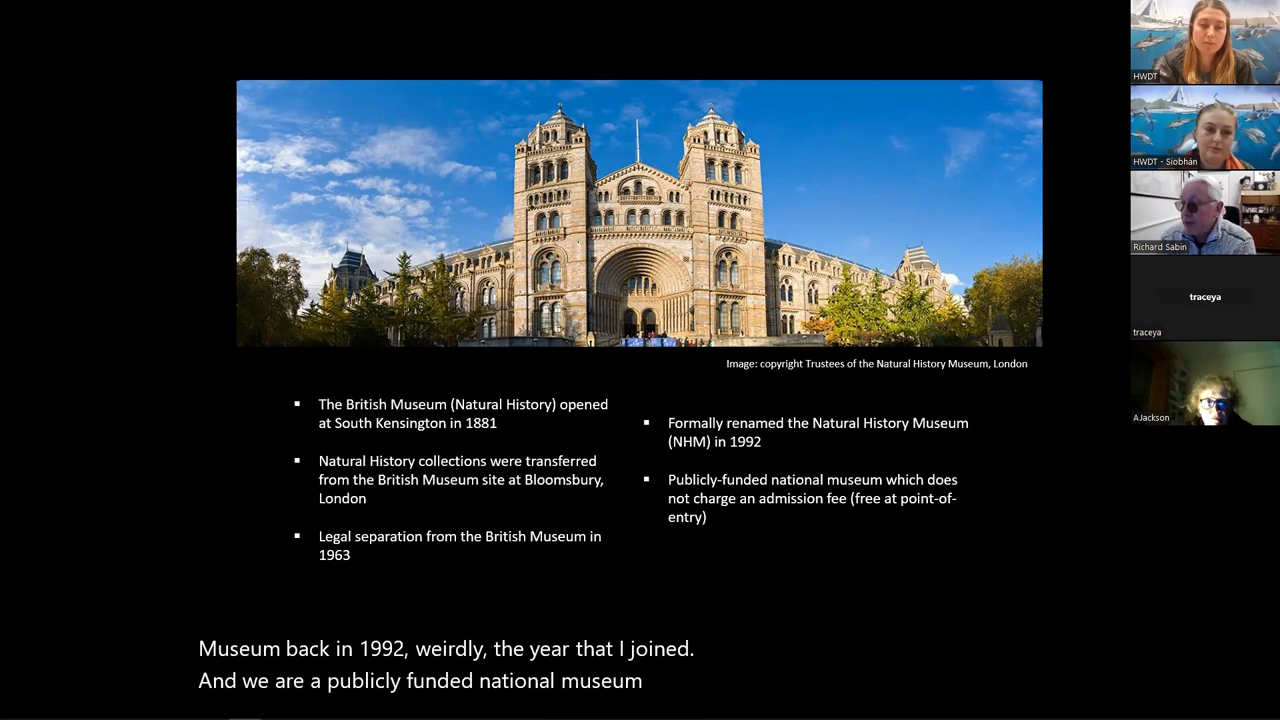 Image: copyright Trustees of the Natural History Museum, London
▪ The British Museum (Natural History) opened
at South Kensington in 1881
▪ Natural History collections were transferred
from the British Museum site at Bloomsbury,
London
▪ Legal separation from the British Museum in
1963
▪ Formally renamed the Natural History Museum
(NHM) in 1992
▪ Publicly-funded national museum which does
not charge an admission fee (free at point-of-
entry)
Museum back in 1992, weirdly, the year that I joined.
And we are a publicly funded national museum
HWDT
HWDT - Siobhán
Richard Sabin
traceya
traceya
AJackson